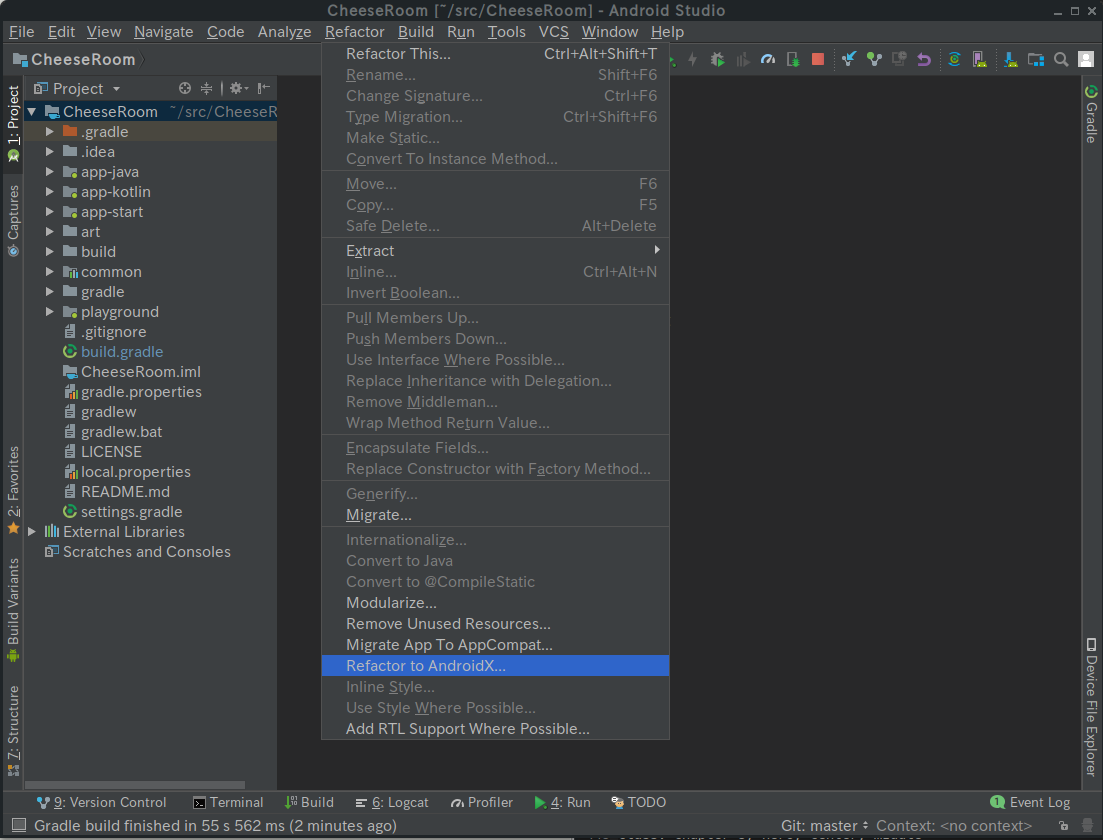 CheeseRoom [~/src/CheeseRoom] - Android Studio
File Edit View Navigate Code Analyze Refactor Build Run Tools VCS Window Help
CheeseRoom
Project
CheeseRoom ~/src/CheeseR
.gradle
.idea
app-java
app-kotlin
app-start
art
build
common
gradle
playground
.gitignore
build.gradle
CheeseRoom.iml
gradle.properties
gradlew
gradlew.bat
LICENSE
local.properties
README.md
settings.gradle
External Libraries
Scratches and Consoles
1: Project
Captures
2: Favorites
Build Variants
7: Structure
Refactor This... Ctrl+Alt+Shift+T
Rename... Shift+F6
Change Signature... Ctrl+F6
Type Migration... Ctrl+Shift+F6
Make Static...
Convert To Instance Method...
Move... F6
Copy... F5
Safe Delete... Alt+Delete
Extract
Inline... Ctrl+Alt+N
Invert Boolean...
Pull Members Up...
Push Members Down...
Use Interface Where Possible...
Replace Inheritance with Delegation...
Remove Middleman...
Wrap Method Return Value...
Encapsulate Fields...
Replace Constructor with Factory Method...
Generify...
Migrate...
Internationalize...
Convert to Java
Convert to @CompileStatic
Modularize...
Remove Unused Resources...
Migrate App To AppCompat...
Refactor to AndroidX...
Inline Style...
Use Style Where Possible...
Add RTL Support Where Possible...
Gradle
Device File Explorer
9: Version Control Terminal Build 6: Logcat Profiler 4: Run TODO 1 Event Log
Gradle build finished in 55 s 562 ms (2 minutes ago) Git: master Context: <no context>